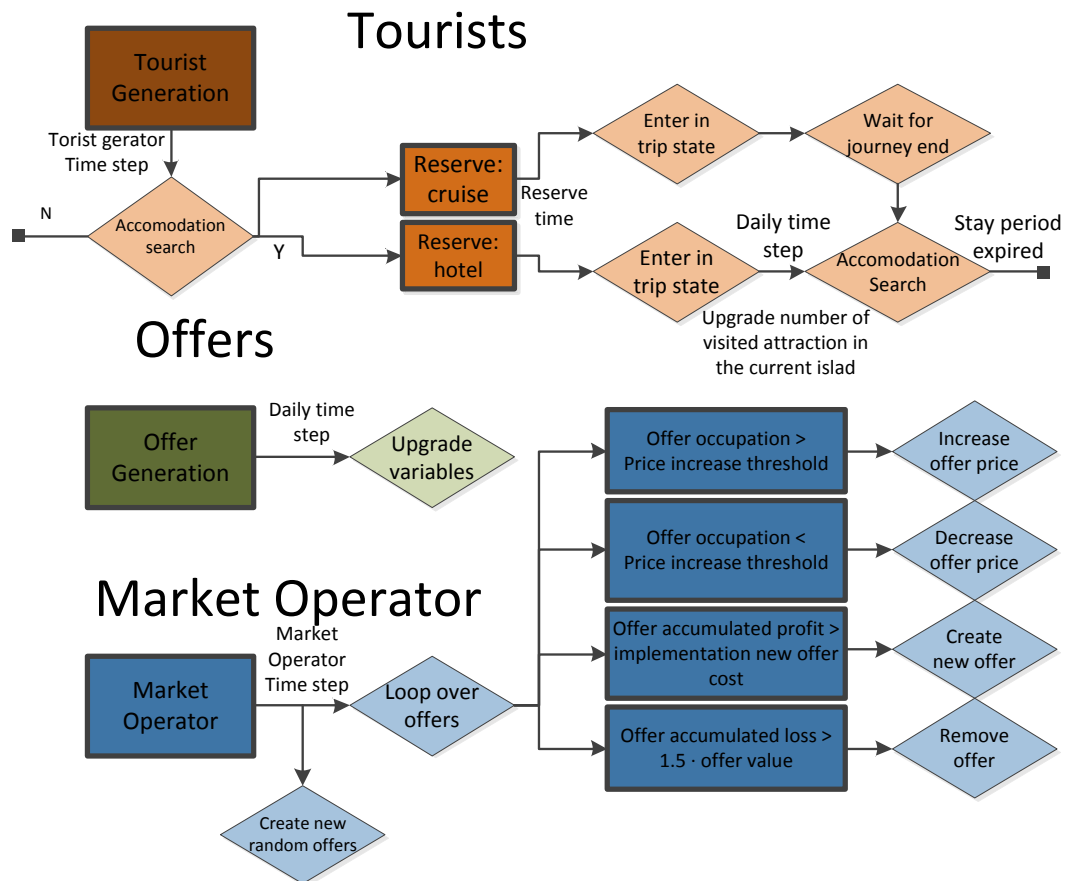 Tourists
Tourist
Generation
Torist gerator
Time step
N
Accomodation
search
Y
Reserve:
cruise
Reserve
time
Reserve:
hotel
Enter in
trip state
Wait for
journey end
Enter in
trip state
Daily time
step
Accomodation
Search
Stay period
expired
Upgrade number of
visited attraction in
the current islad
Offers
Offer
Generation
Daily time
step
Upgrade
variables
Market Operator
Market
Operator
Market
Operator
Time step
Loop over
offers
Create new
random offers
Offer occupation >
Price increase threshold
Increase
offer price
Offer occupation <
Price increase threshold
Decrease
offer price
Offer accumulated profit >
implementation new offer
cost
Create
new offer
Offer accumulated loss >
1.5 · offer value
Remove
offer